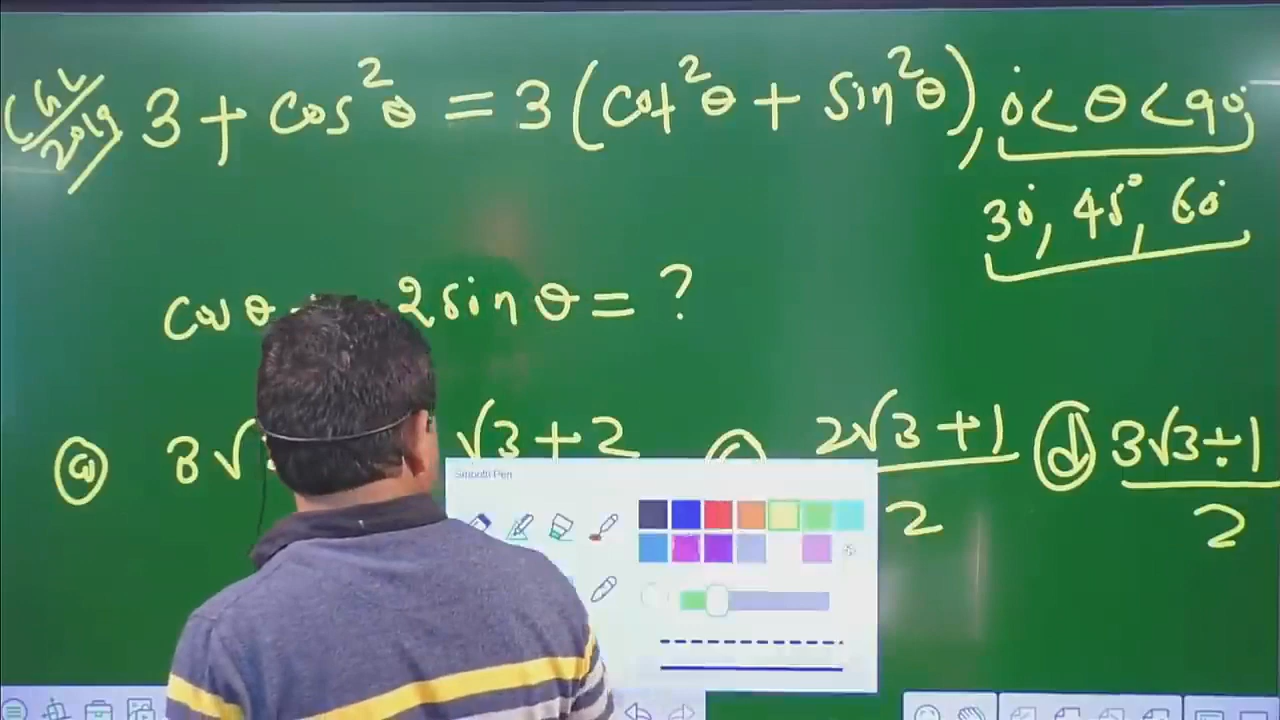 CGL 2019
3 + cos²θ = 3(cot²θ + sin²θ), 0° < θ < 90°
30°, 45°, 60°
cosθ 2sinθ = ?
ⓐ 3√ √3 + 2 ⓒ 2√3 + 1 / 2 ⓓ 3√3 + 1 / 2
Smooth Pen